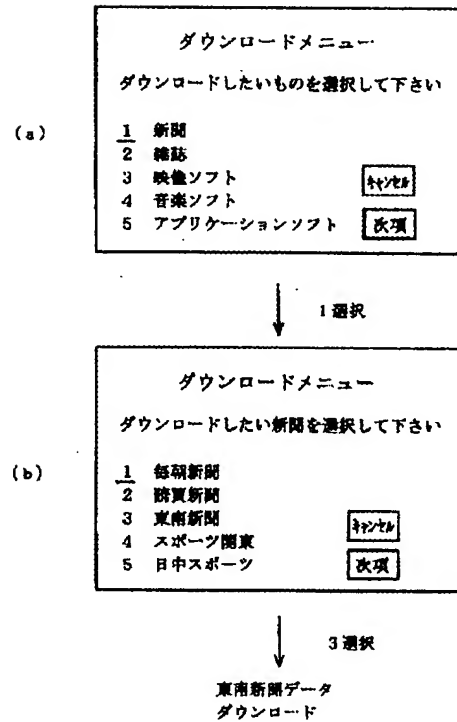 ダウンロードメニュー
ダウンロードしたいものを選択して下さい
(a)
1 新聞
2 雑誌
3 映像ソフト
4 音楽ソフト
5 アプリケーションソフト
キャンセル
次項
1選択
ダウンロードメニュー
ダウンロードしたい新聞を選択して下さい
(b)
1 毎朝新聞
2 読買新聞
3 東南新聞
4 スポーツ関東
5 日中スポーツ
キャンセル
次項
3選択
東南新聞データ
ダウンロード